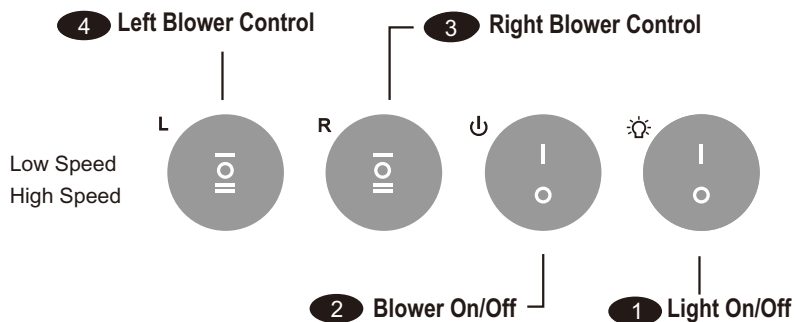 4 Left Blower Control
3 Right Blower Control
L
R
Low Speed
High Speed
2 Blower On/Off
1 Light On/Off